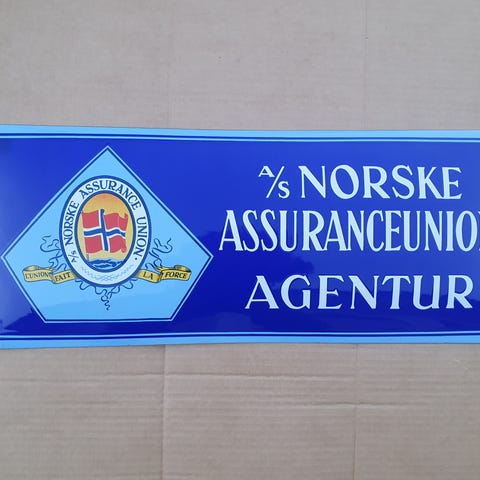 A/S NORSKE ASSURANCE UNION
L'UNION FAIT LA FORCE
A/S NORSKE
ASSURANCEUNION
AGENTUR